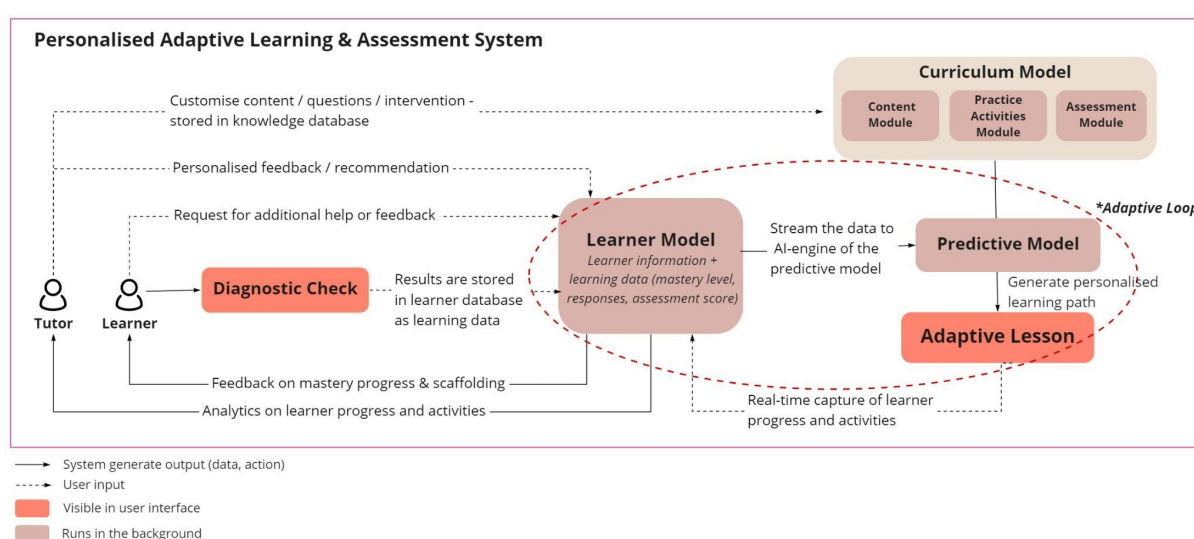 Personalised Adaptive Learning & Assessment System
Customise content / questions / intervention -
stored in knowledge database
Curriculum Model
Content
Module
Practice
Activities
Module
Assessment
Module
Personalised feedback / recommendation
Request for additional help or feedback
*Adaptive Loop
Learner Model
Learner information +
learning data (mastery level,
responses, assessment score)
Stream the data to
AI-engine of the
predictive model
Predictive Model
Generate personalised
learning path
Diagnostic Check
Results are stored
in learner database
as learning data
Tutor
Learner
Adaptive Lesson
Feedback on mastery progress & scaffolding
Analytics on learner progress and activities
Real-time capture of learner
progress and activities
System generate output (data, action)
User input
Visible in user interface
Runs in the background